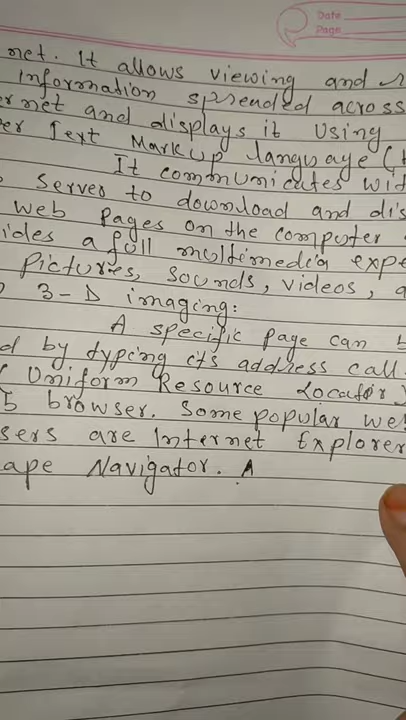 Date
Page
net. It allows viewing and
Information spreaded across
rnet and displays it using
er Text Markup language (
It communicates wit
Serves to download and dis
web pages on the computer
ides a full multimedia expe
pictures, sounds, videos, a
3-D imaging:
A specific page can b
d by typing its address call
Uniform Resource Locator)
browser. Some popular web
sers are Internet Explorer
ape Navigator. A